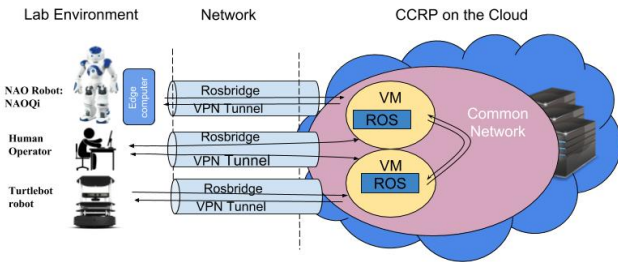 Lab Environment
Network
CCRP on the Cloud
NAO Robot:
NAOQi
Edge
computer
Rosbridge
VPN Tunnel
VM
ROS
Common
Network
Human
Operator
Rosbridge
VPN Tunnel
VM
ROS
Turtlebot
robot
Rosbridge
VPN Tunnel